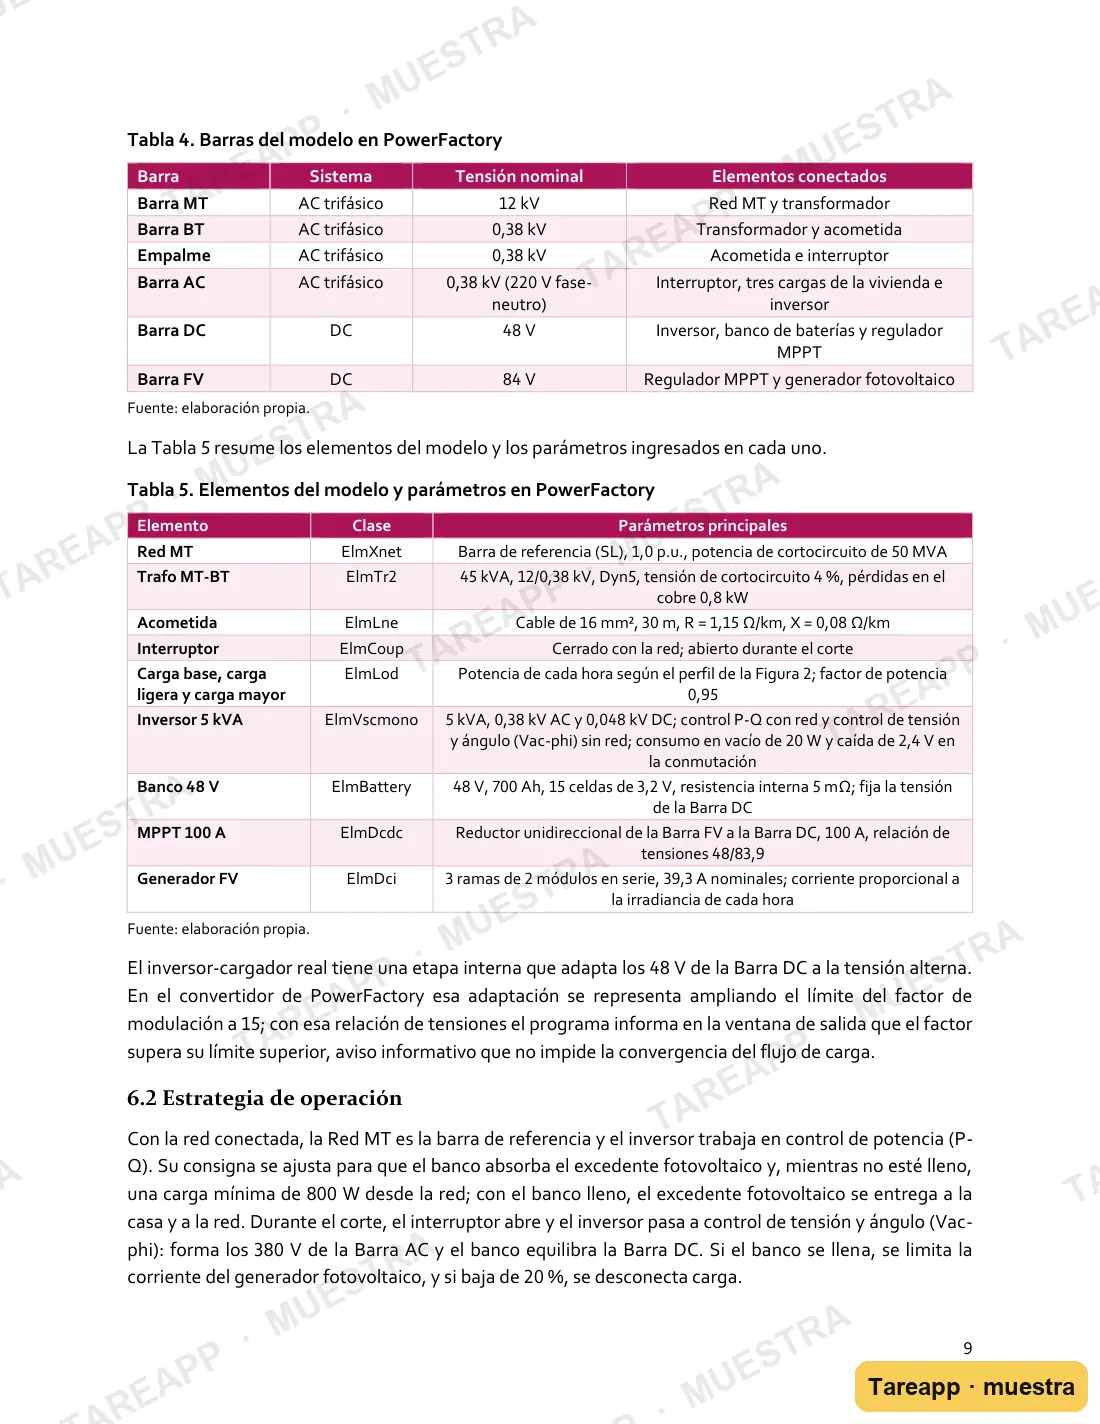 Tabla 4. Barras del modelo en PowerFactory
Barra Sistema Tensión nominal Elementos conectados
Barra MT AC trifásico 12 kV Red MT y transformador
Barra BT AC trifásico 0,38 kV Transformador y acometida
Empalme AC trifásico 0,38 kV Acometida e interruptor
Barra AC AC trifásico 0,38 kV (220 V fase-
neutro) Interruptor, tres cargas de la vivienda e
inversor
Barra DC DC 48 V Inversor, banco de baterías y regulador
MPPT
Barra FV DC 84 V Regulador MPPT y generador fotovoltaico
Fuente: elaboración propia.
La Tabla 5 resume los elementos del modelo y los parámetros ingresados en cada uno.
Tabla 5. Elementos del modelo y parámetros en PowerFactory
Elemento Clase Parámetros principales
Red MT ElmXnet Barra de referencia (SL), 1,0 p.u., potencia de cortocircuito de 50 MVA
Trafo MT-BT ElmTr2 45 kVA, 12/0,38 kV, Dyn5, tensión de cortocircuito 4 %, pérdidas en el
cobre 0,8 kW
Acometida ElmLne Cable de 16 mm², 30 m, R = 1,15 Ω/km, X = 0,08 Ω/km
Interruptor ElmCoup Cerrado con la red; abierto durante el corte
Carga base, carga
ligera y carga mayor ElmLod Potencia de cada hora según el perfil de la Figura 2; factor de potencia
0,95
Inversor 5 kVA ElmVscmono 5 kVA, 0,38 kV AC y 0,048 kV DC; control P-Q con red y control de tensión
y ángulo (Vac-phi) sin red; consumo en vacío de 20 W y caída de 2,4 V en
la conmutación
Banco 48 V ElmBattery 48 V, 700 Ah, 15 celdas de 3,2 V, resistencia interna 5 mΩ; fija la tensión
de la Barra DC
MPPT 100 A ElmDcdc Reductor unidireccional de la Barra FV a la Barra DC, 100 A, relación de
tensiones 48/83,9
Generador FV ElmDci 3 ramas de 2 módulos en serie, 39,3 A nominales; corriente proporcional a
la irradiancia de cada hora
Fuente: elaboración propia.
El inversor-cargador real tiene una etapa interna que adapta los 48 V de la Barra DC a la tensión alterna.
En el convertidor de PowerFactory esa adaptación se representa ampliando el límite del factor de
modulación a 15; con esa relación de tensiones el programa informa en la ventana de salida que el factor
supera su límite superior, aviso informativo que no impide la convergencia del flujo de carga.
6.2 Estrategia de operación
Con la red conectada, la Red MT es la barra de referencia y el inversor trabaja en control de potencia (P-
Q). Su consigna se ajusta para que el banco absorba el excedente fotovoltaico y, mientras no esté lleno,
una carga mínima de 800 W desde la red; con el banco lleno, el excedente fotovoltaico se entrega a la
casa y a la red. Durante el corte, el interruptor abre y el inversor pasa a control de tensión y ángulo (Vac-
phi): forma los 380 V de la Barra AC y el banco equilibra la Barra DC. Si el banco se llena, se limita la
corriente del generador fotovoltaico, y si baja de 20 %, se desconecta carga.
9
Tareapp · muestra
TAREAPP · MUESTRA